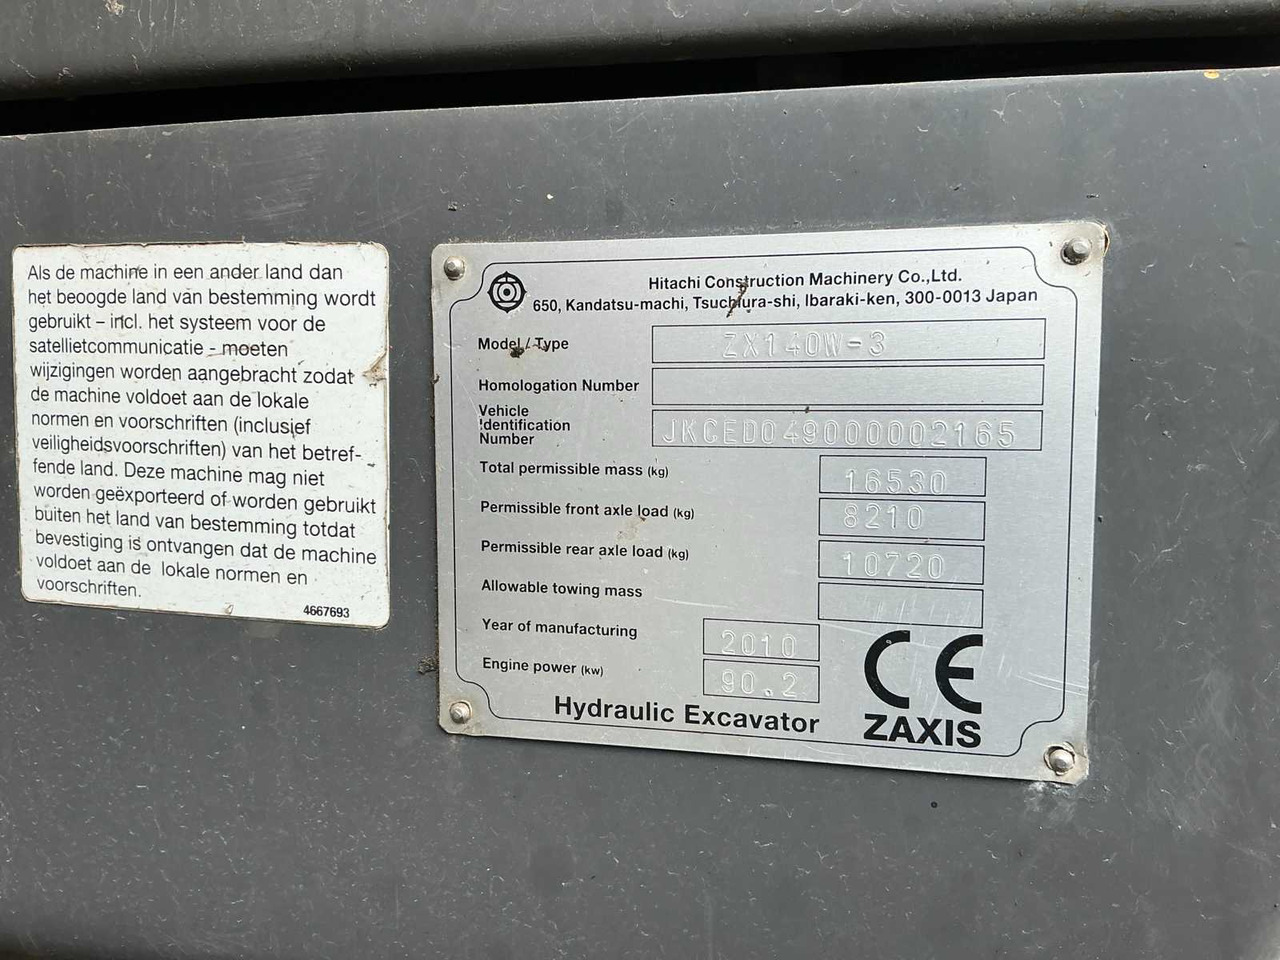 Als de machine in een ander land dan
het beoogde land van bestemming wordt
gebruikt – incl. het systeem voor de
satellietcommunicatie - moeten
wijzigingen worden aangebracht zodat
de machine voldoet aan de lokale
normen en voorschriften (inclusief
veiligheidsvoorschriften) van het betref-
fende land. Deze machine mag niet
worden geëxporteerd of worden gebruikt
buiten het land van bestemming totdat
bevestiging is ontvangen dat de machine
voldoet aan de lokale normen en
voorschriften.
4667693
Hitachi Construction Machinery Co.,Ltd.
650, Kandatsu-machi, Tsuchiura-shi, Ibaraki-ken, 300-0013 Japan
Model / Type ZX140W-3
Homologation Number
Vehicle
Identification
Number JKCED049000002165
Total permissible mass (kg) 16530
Permissible front axle load (kg) 8210
Permissible rear axle load (kg) 10720
Allowable towing mass
Year of manufacturing 2010
Engine power (kw) 90.2
Hydraulic Excavator
CE
ZAXIS